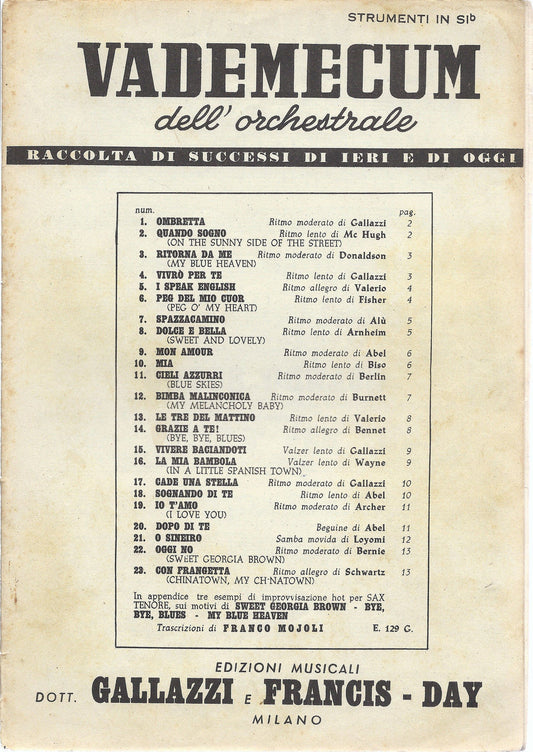 STRUMENTI IN SIb
VADEMECUM
dell'orchestrale
RACCOLTA DI SUCCESSI DI IERI E DI OGGI
num. pag.
1. OMBRETTA Ritmo moderato di Gallazzi 2
2. QUANDO SOGNO Ritmo lento di Mc Hugh 2
(ON THE SUNNY SIDE OF THE STREET)
3. RITORNA DA ME Ritmo moderato di Donaldson 3
(MY BLUE HEAVEN)
4. VIVRÒ PER TE Ritmo lento di Gallazzi 3
5. I SPEAK ENGLISH Ritmo allegro di Valerio 4
6. PEG DEL MIO CUOR Ritmo lento di Fisher 4
(PEG O' MY HEART)
7. SPAZZACAMINO Ritmo moderato di Alù 5
8. DOLCE E BELLA Ritmo lento di Arnheim 5
(SWEET AND LOVELY)
9. MON AMOUR Ritmo moderato di Abel 6
10. MIA Ritmo lento di Biso 6
11. CIELI AZZURRI Ritmo moderato di Berlin 7
(BLUE SKIES)
12. BIMBA MALINCONICA Ritmo moderato di Burnett 7
(MY MELANCHOLY BABY)
13. LE TRE DEL MATTINO Ritmo lento di Valerio 8
14. GRAZIE A TE! Ritmo allegro di Bennet 8
(BYE, BYE, BLUES)
15. VIVERE BACIANDOTI Valzer lento di Gallazzi 9
16. LA MIA BAMBOLA Valzer lento di Wayne 9
(IN A LITTLE SPANISH TOWN)
17. CADE UNA STELLA Ritmo moderato di Gallazzi 10
18. SOGNANDO DI TE Ritmo lento di Abel 10
19. IO T'AMO Ritmo moderato di Archer 11
(I LOVE YOU)
20. DOPO DI TE Beguine di Abel 11
21. O SINEIRO Samba movida di Loyomi 12
22. OGGI NO Ritmo moderato di Bernie 13
(SWEET GEORGIA BROWN)
23. CON FRANGETTA Ritmo allegro di Schwartz 13
(CHINATOWN, MY CH'NATOWN)
In appendice tre esempi di improvvisazione hot per SAX
TENORE, sui motivi di SWEET GEORGIA BROWN - BYE,
BYE, BLUES - MY BLUE HEAVEN
Trascrizioni di FRANCO MOJOLI E. 129 G.
EDIZIONI MUSICALI
DOTT. GALLAZZI E FRANCIS - DAY
MILANO